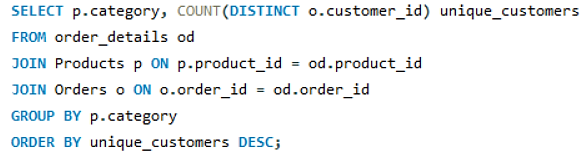 SELECT p.category, COUNT(DISTINCT o.customer_id) unique_customers
FROM order_details od
JOIN Products p ON p.product_id = od.product_id
JOIN Orders o ON o.order_id = od.order_id
GROUP BY p.category
ORDER BY unique_customers DESC;